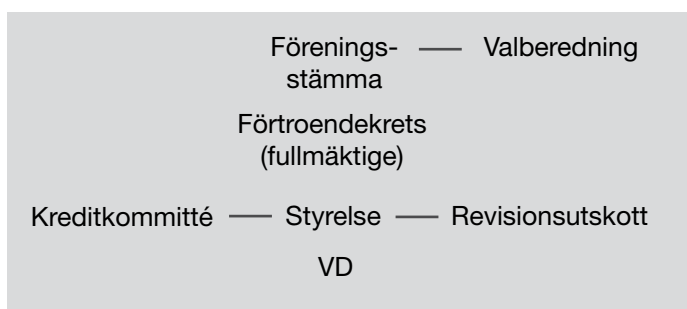 Förenings- Valberedning
stämma
Förtroendekrets
(fullmäktige)
Kreditkommitté Styrelse Revisionsutskott
VD